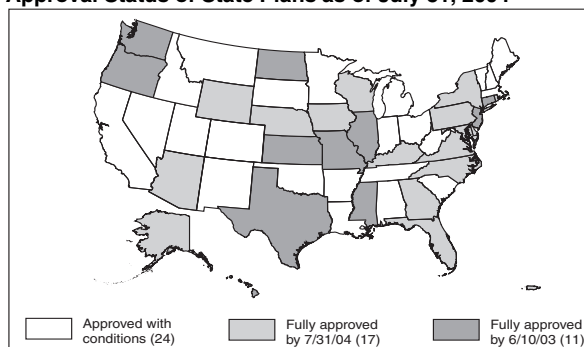 Approval Status of State Plans as of July 31, 2004
Approved with
conditions (24)
Fully approved
by 7/31/04 (17)
Fully approved
by 6/10/03 (11)